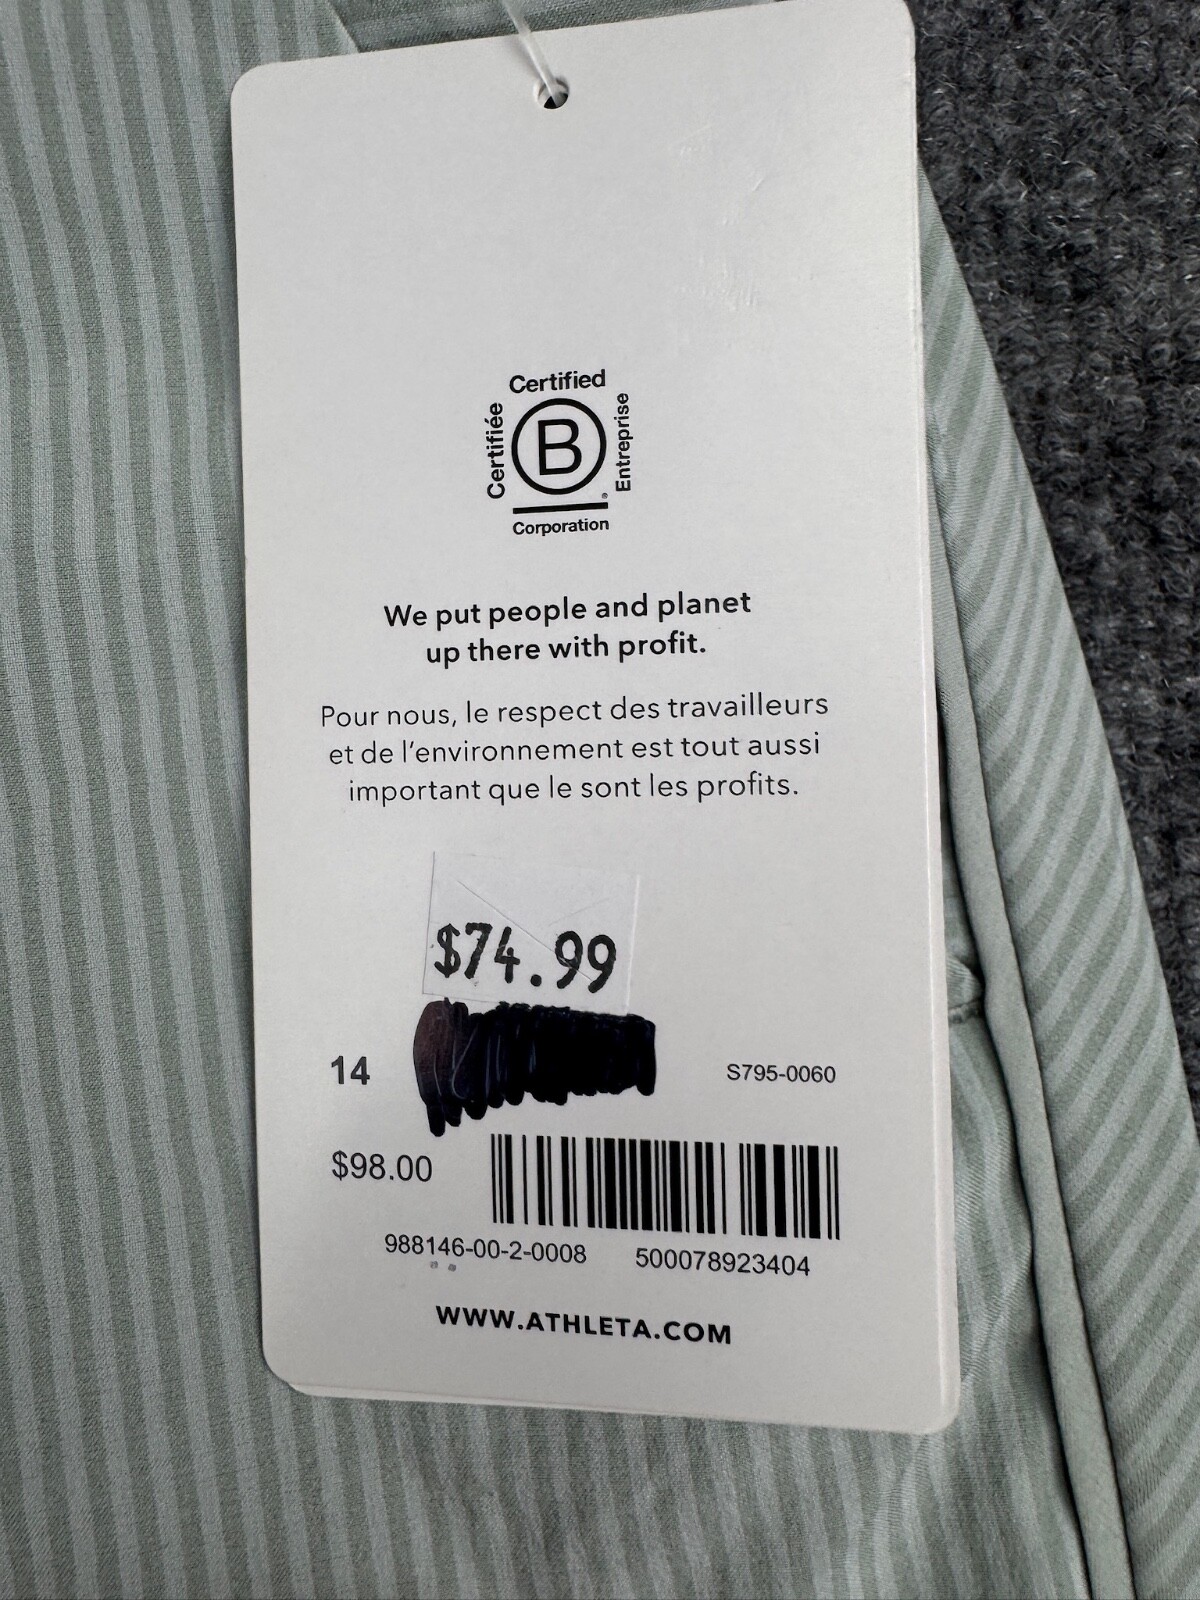 Certified
Certifiée
B
Entreprise
®
Corporation
We put people and planet
up there with profit.
Pour nous, le respect des travailleurs
et de l'environnement est tout aussi
important que le sont les profits.
$74.99
14
S795-0060
$98.00
988146-00-2-0008 500078923404
WWW.ATHLETA.COM